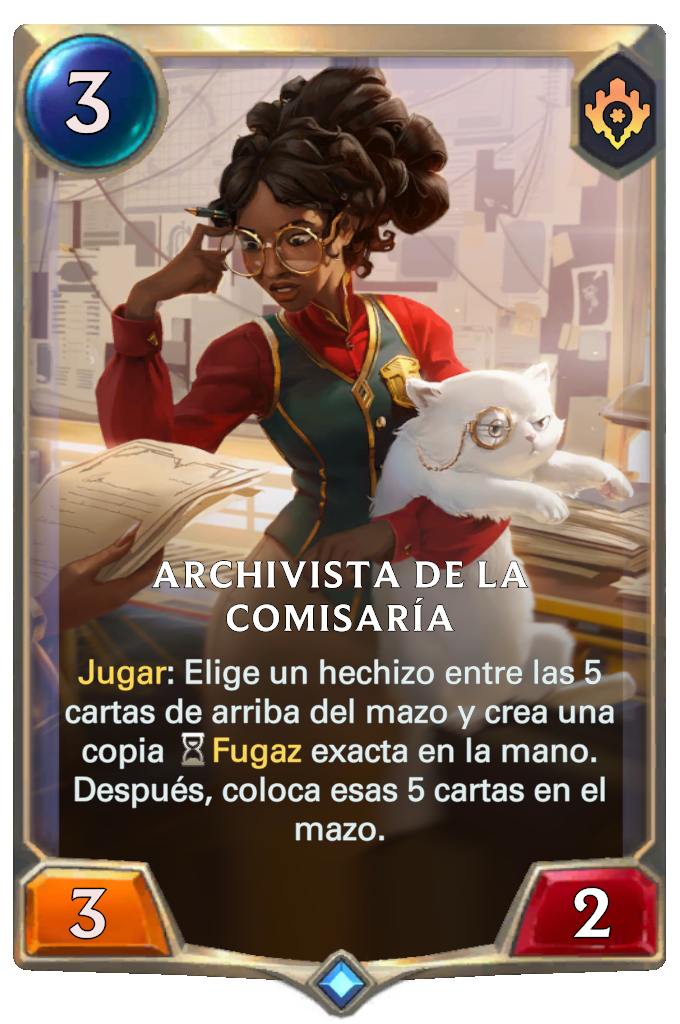 3
ARCHIVISTA DE LA
COMISARÍA
Jugar: Elige un hechizo entre las 5
cartas de arriba del mazo y crea una
copia Fugaz exacta en la mano.
Después, coloca esas 5 cartas en el
mazo.
3
2